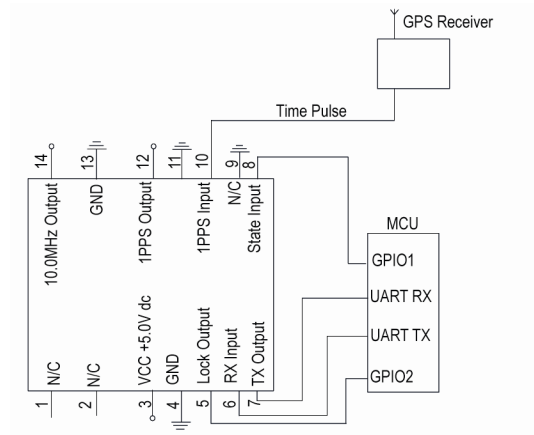 GPS Receiver
Time Pulse
14
13
12
11
10
9
8
10.0MHz Output
GND
1PPS Output
1PPS Input
N/C
State Input
MCU
GPIO1
UART RX
UART TX
GPIO2
N/C
N/C
VCC +5.0V dc
GND
Lock Output
RX Input
TX Output
1
2
3
4
5
6
7